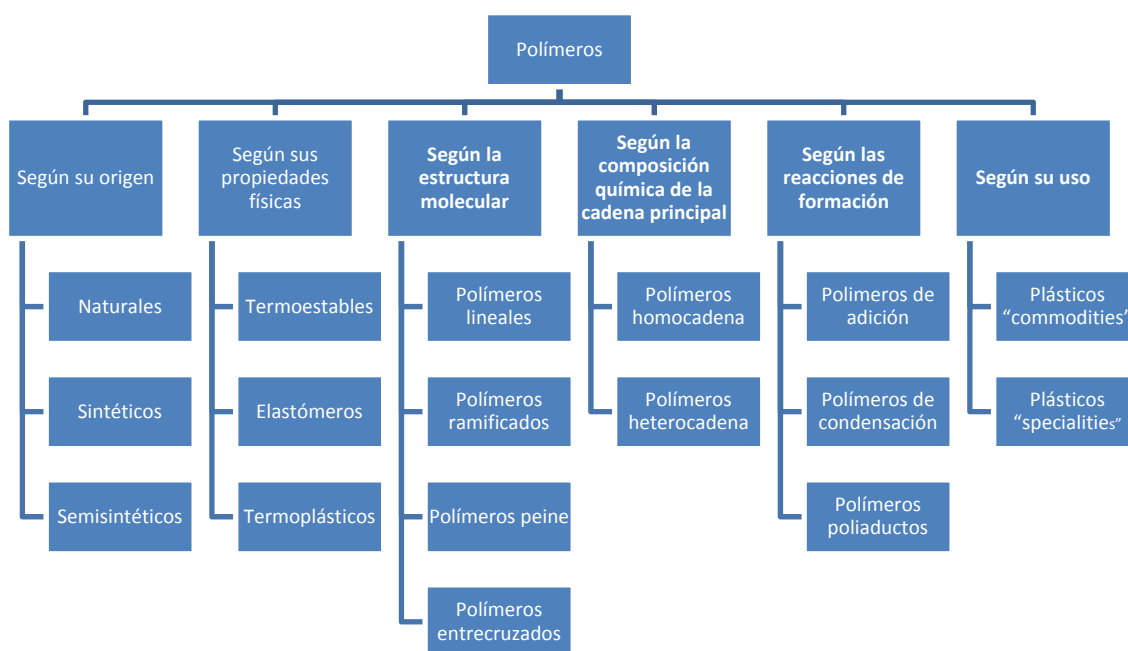 Polímeros
Según su origen
Naturales
Sintéticos
Semisintéticos
Según sus
propiedades
físicas
Termoestables
Elastómeros
Termoplásticos
Según la
estructura
molecular
Polímeros
lineales
Polímeros
ramificados
Polímeros peine
Polímeros
entrecruzados
Según la
composición
química de la
cadena principal
Polímeros
homocadena
Polímeros
heterocadena
Según las
reacciones de
formación
Polimeros de
adición
Polímeros de
condensación
Polímeros
poliaductos
Según su uso
Plásticos
“commodities”
Plásticos
“specialities”